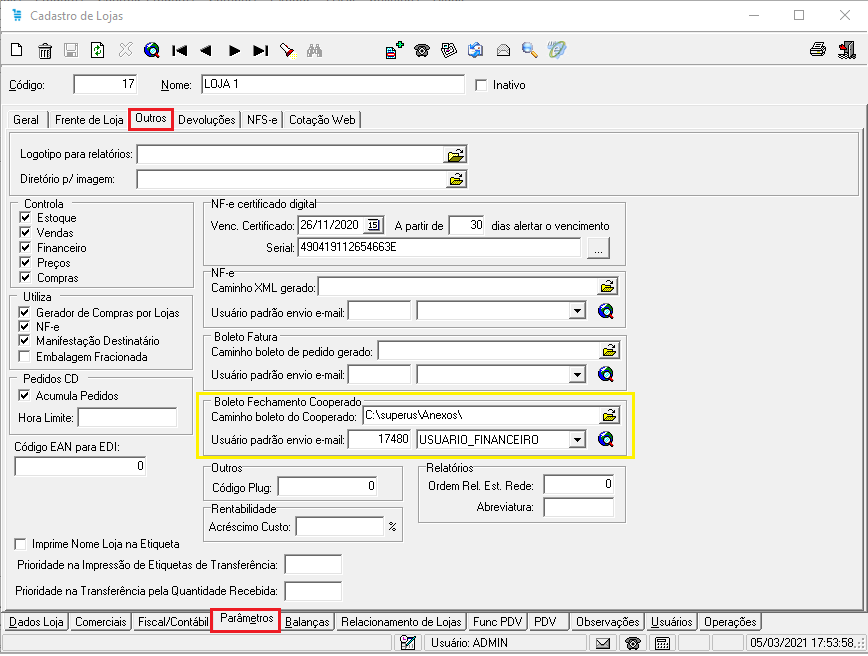 Cadastro de Lojas
Código: 17 Nome: LOJA 1 Inativo
Geral Frente de Loja Outros Devoluções NFS-e Cotação Web
Logotipo para relatórios:
Diretório p/ imagem:
Controla
Estoque
Vendas
Financeiro
Preços
Compras
Utiliza
Gerador de Compras por Lojas
NF-e
Manifestação Destinatário
Embalagem Fracionada
Pedidos CD
Acumula Pedidos
Hora Limite:
Código EAN para EDI:
0
NF-e certificado digital
Venc. Certificado: 26/11/2020 15 A partir de 30 dias alertar o vencimento
Serial: 490419112654663E ...
NF-e
Caminho XML gerado:
Usuário padrão envio e-mail:
Boleto Fatura
Caminho boleto de pedido gerado:
Usuário padrão envio e-mail:
Boleto Fechamento Cooperado
Caminho boleto do Cooperado: C:\superus\Anexos\
Usuário padrão envio e-mail: 17480 USUARIO_FINANCEIRO
Outros
Código Plug: 0
Rentabilidade
Acréscimo Custo: %
Relatórios
Ordem Rel. Est. Rede: 0
Abreviatura:
Imprime Nome Loja na Etiqueta
Prioridade na Impressão de Etiquetas de Transferência:
Prioridade na Transferência pela Quantidade Recebida:
Dados Loja Comerciais Fiscal/Contábil Parâmetros Balanças Relacionamento de Lojas Func PDV PDV Observações Usuários Operações
Usuário: ADMIN 05/03/2021 17:53:58